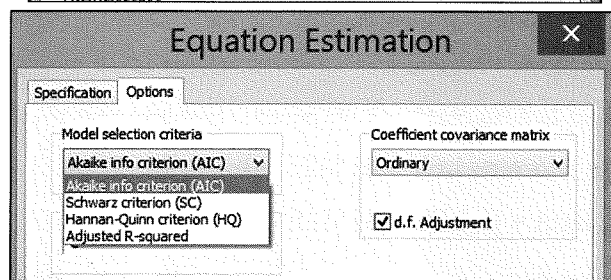 Equation Estimation
Specification Options
Model selection criteria
Akaike info criterion (AIC)
Akaike info criterion (AIC)
Schwarz criterion (SC)
Hannan-Quinn criterion (HQ)
Adjusted R-squared
Coefficient covariance matrix
Ordinary
d.f. Adjustment